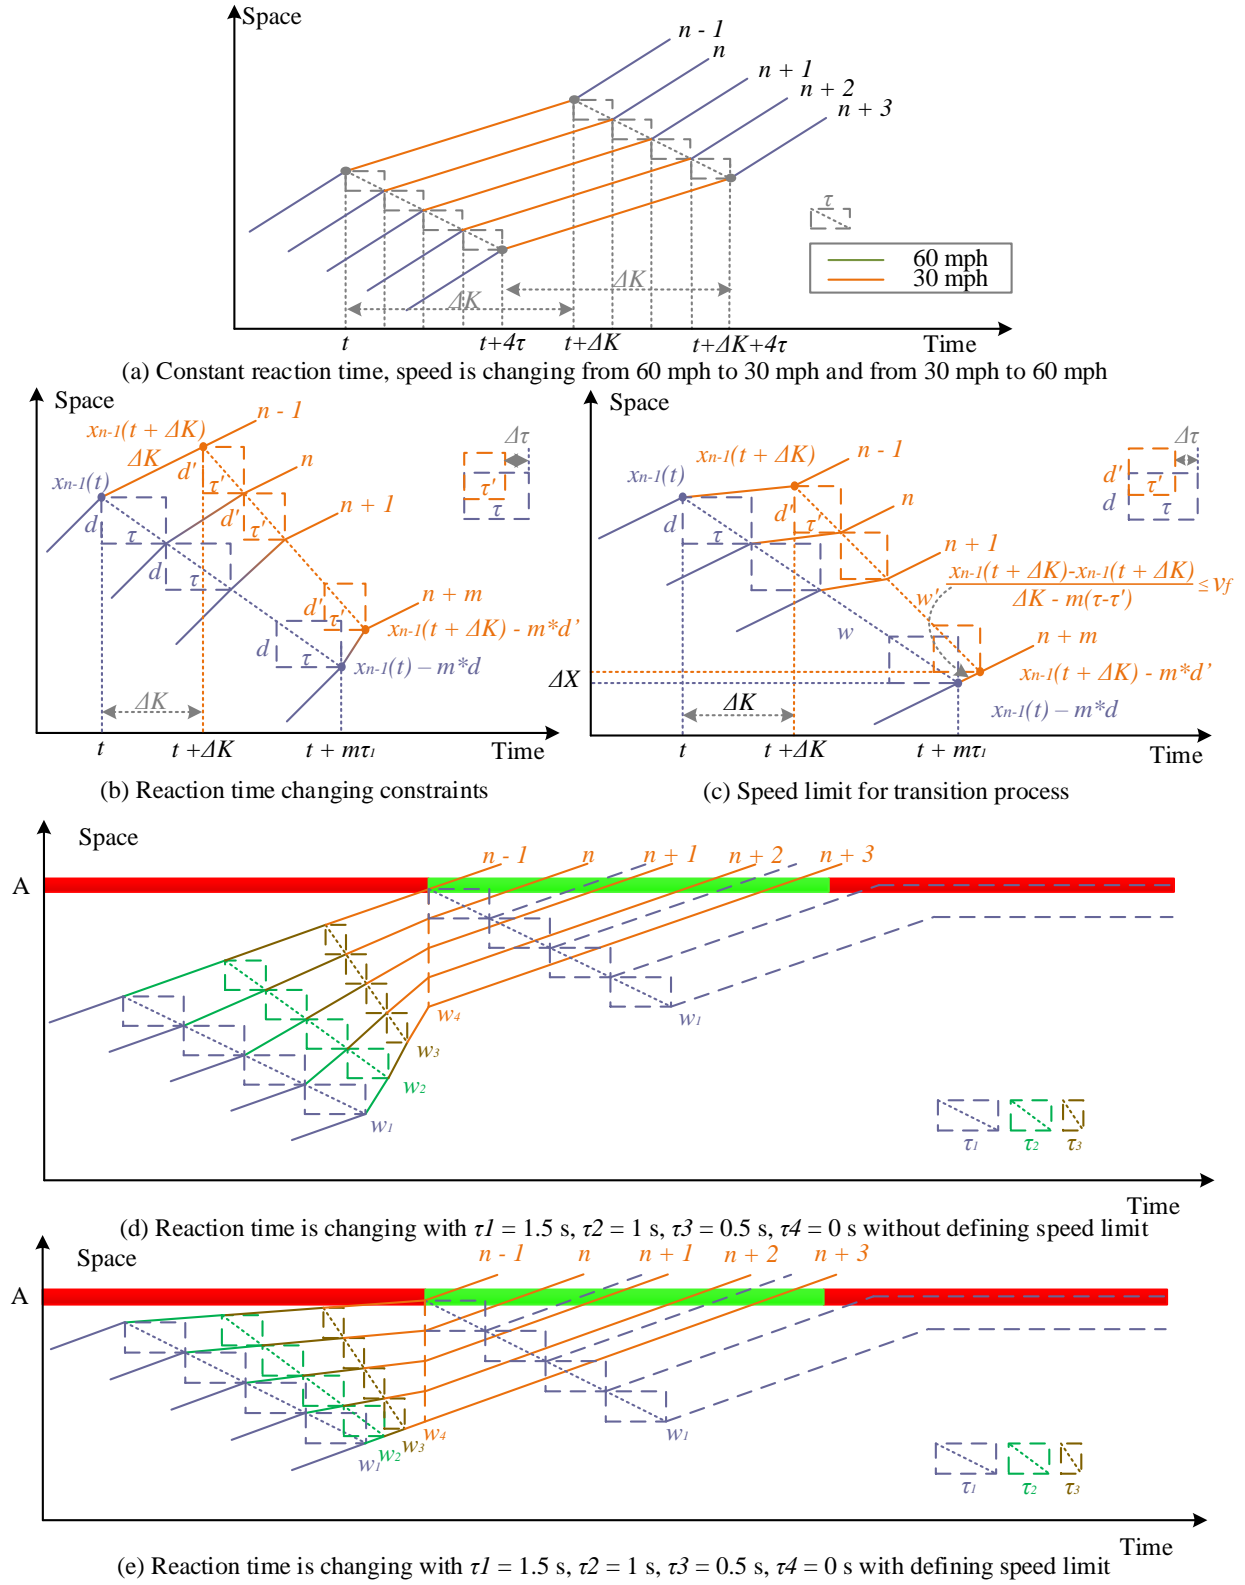 Space
n - 1
n
n + 1
n + 2
n + 3
τ
60 mph
30 mph
ΔK
ΔK
t
t+4τ
t+ΔK
t+ΔK+4τ
Time
(a) Constant reaction time, speed is changing from 60 mph to 30 mph and from 30 mph to 60 mph
Space
xn-1(t + ΔK)
n - 1
ΔK
xn-1(t)
d'
τ'
n
d
τ
d'
τ'
n + 1
d
τ
d'
τ'
n + m
xn-1(t + ΔK) - m*d'
d
τ
xn-1(t) – m*d
Δτ
τ'
τ
ΔK
t
t +ΔK
t + mτ1
Time
(b) Reaction time changing constraints
Space
xn-1(t + ΔK)
n - 1
xn-1(t)
d'
τ'
n
d
τ
n + 1
xn-1(t + ΔK)-xn-1(t + ΔK)
ΔK - m(τ-τ')
≤ vf
w'
w
n + m
xn-1(t + ΔK) - m*d'
xn-1(t) – m*d
Δτ
d'
τ'
d
τ
ΔX
ΔK
t
t +ΔK
t + mτ1
Time
(c) Speed limit for transition process
Space
A
n - 1
n
n + 1
n + 2
n + 3
w1
w2
w3
w4
w1
τ1
τ2
τ3
Time
(d) Reaction time is changing with τ1 = 1.5 s, τ2 = 1 s, τ3 = 0.5 s, τ4 = 0 s without defining speed limit
Space
A
n - 1
n
n + 1
n + 2
n + 3
w1
w2
w3
w4
w1
τ1
τ2
τ3
Time
(e) Reaction time is changing with τ1 = 1.5 s, τ2 = 1 s, τ3 = 0.5 s, τ4 = 0 s with defining speed limit